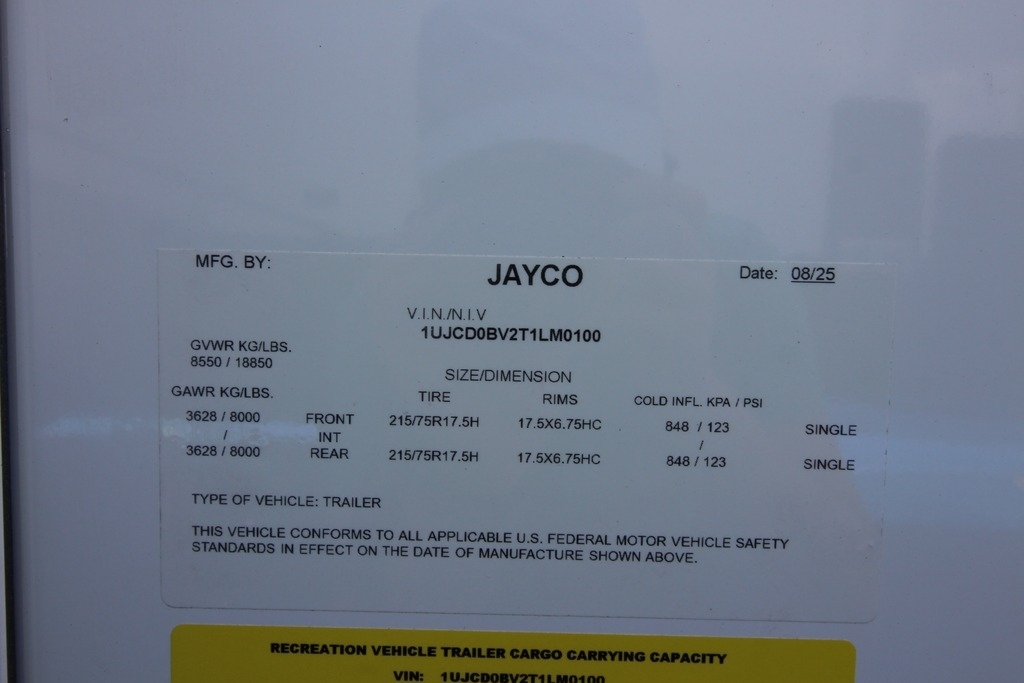 MFG. BY: JAYCO Date: 08/25
V.I.N./N.I.V
1UJCD0BV2T1LM0100
GVWR KG/LBS.
8550 / 18850
SIZE/DIMENSION
GAWR KG/LBS. TIRE RIMS COLD INFL. KPA / PSI
3628 / 8000 FRONT 215/75R17.5H 17.5X6.75HC 848 / 123 SINGLE
/ INT /
3628 / 8000 REAR 215/75R17.5H 17.5X6.75HC 848 / 123 SINGLE
TYPE OF VEHICLE: TRAILER
THIS VEHICLE CONFORMS TO ALL APPLICABLE U.S. FEDERAL MOTOR VEHICLE SAFETY
STANDARDS IN EFFECT ON THE DATE OF MANUFACTURE SHOWN ABOVE.
RECREATION VEHICLE TRAILER CARGO CARRYING CAPACITY
VIN: 1UJCD0BV2T1LM0100